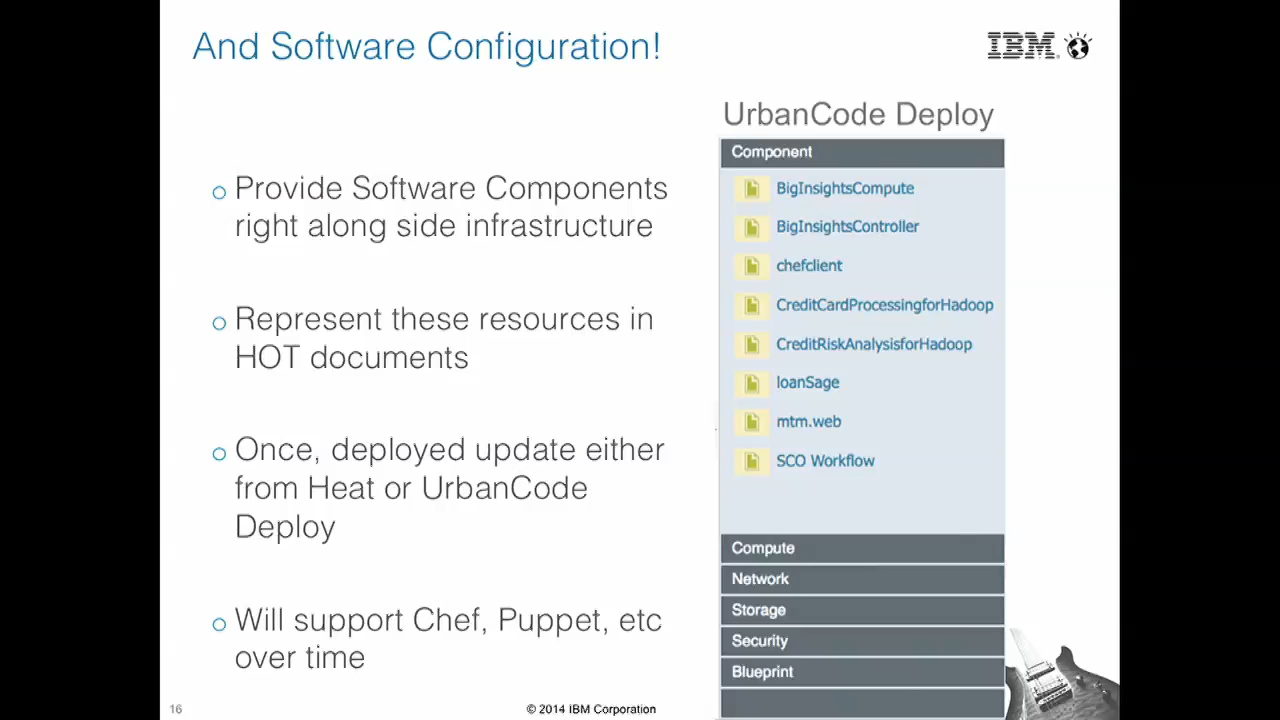 And Software Configuration!
IBM
UrbanCode Deploy
Provide Software Components
right along side infrastructure
Represent these resources in
HOT documents
Once, deployed update either
from Heat or UrbanCode
Deploy
Will support Chef, Puppet, etc
over time
Component
BigInsightsCompute
BigInsightsController
chefclient
CreditCardProcessingforHadoop
CreditRiskAnalysisforHadoop
loanSage
mtm.web
SCO Workflow
Compute
Network
Storage
Security
Blueprint
16
© 2014 IBM Corporation